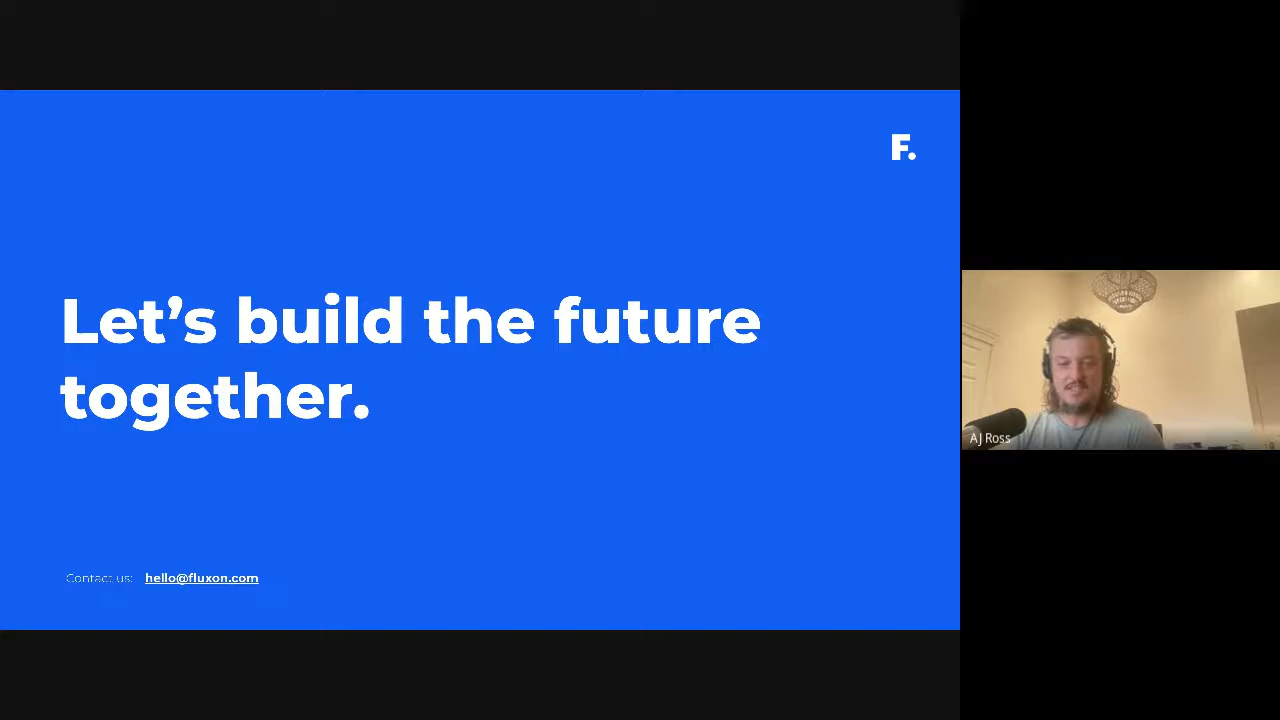 F.
Let’s build the future
together.
Contact us: hello@fluxon.com
AJ Ross